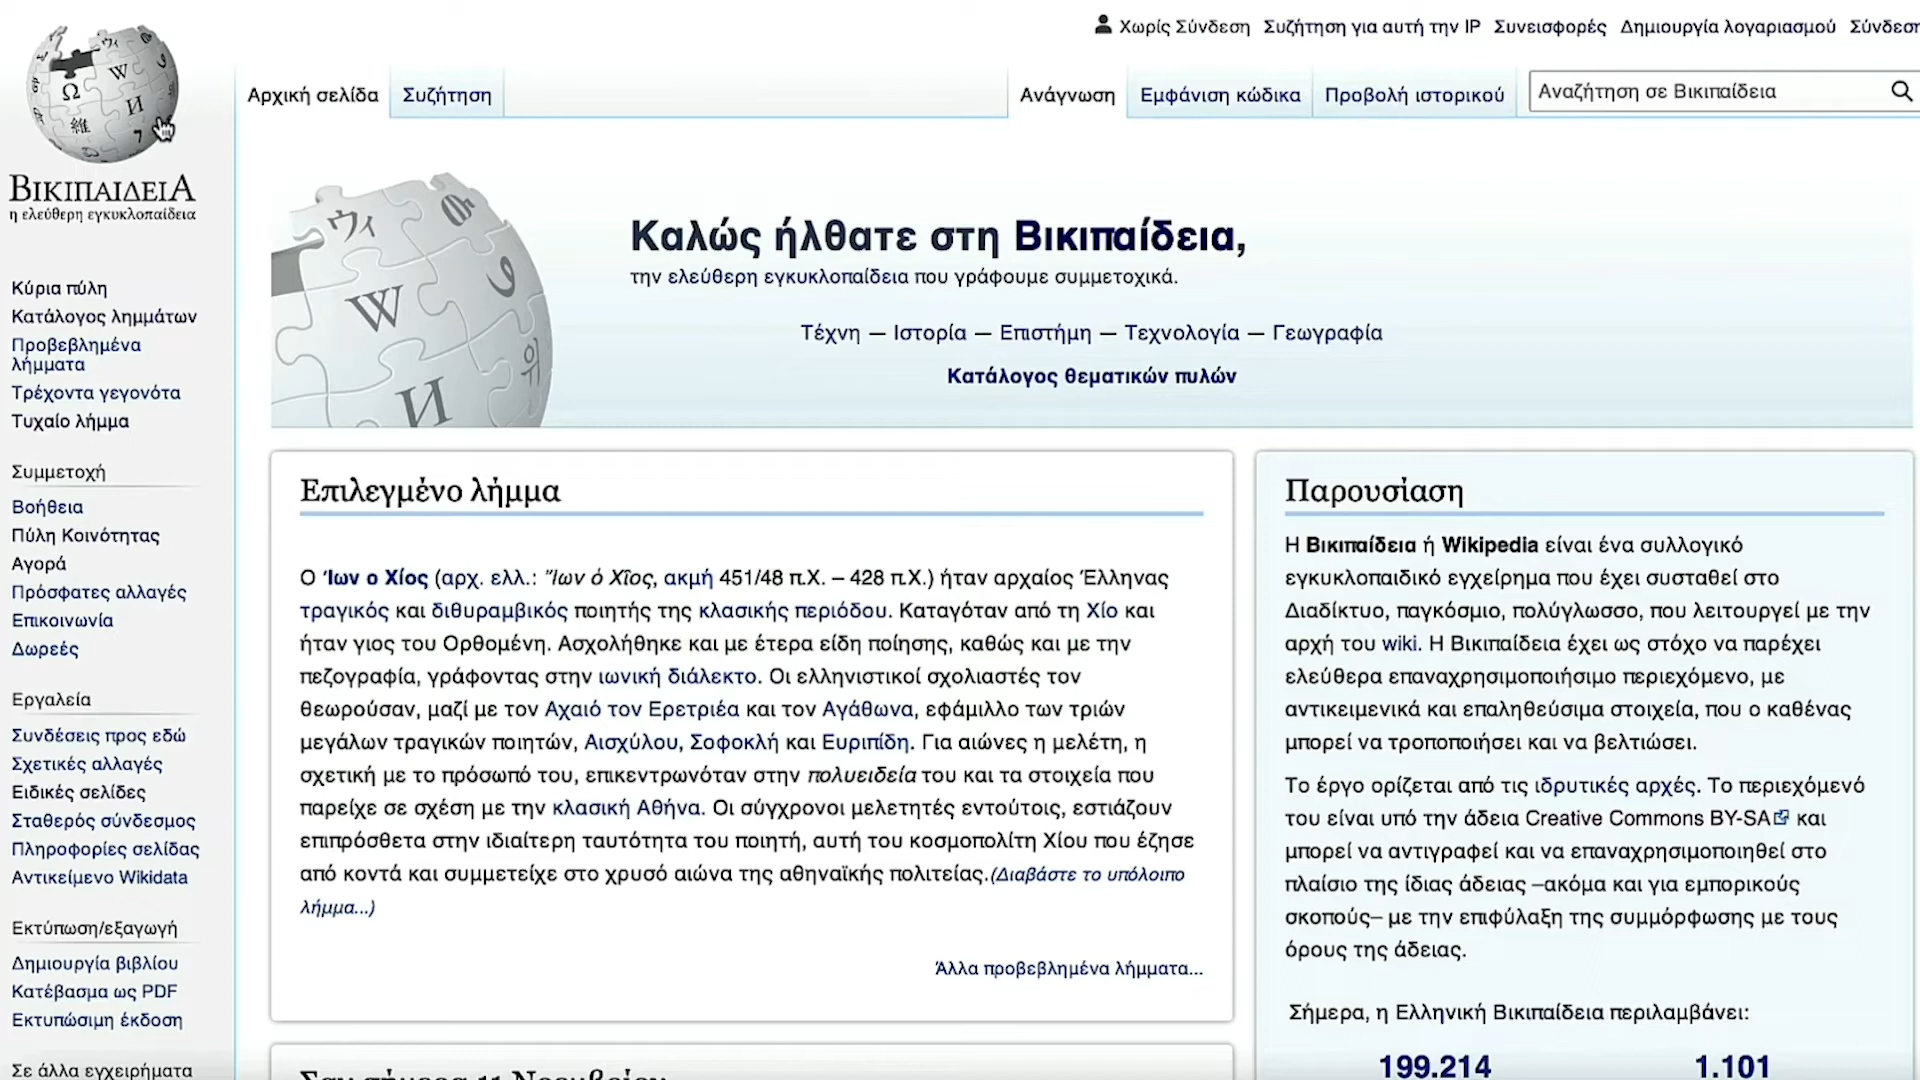 Χωρίς Σύνδεση Συζήτηση για αυτή την IP Συνεισφορές Δημιουργία λογαριασμού
Αρχική σελίδα Συζήτηση Ανάγνωση Εμφάνιση κώδικα Προβολή ιστορικού Αναζήτηση σε Βικιπαίδεια
ΒικιπαιδειΑ
η ελεύθερη εγκυκλοπαίδεια
Κύρια πύλη
Κατάλογος λημμάτων
Προβεβλημένα
λήμματα
Τρέχοντα γεγονότα
Τυχαίο λήμμα
Συμμετοχή
Βοήθεια
Πύλη Κοινότητας
Αγορά
Πρόσφατες αλλαγές
Επικοινωνία
Δωρεές
Εργαλεία
Συνδέσεις προς εδώ
Σχετικές αλλαγές
Ειδικές σελίδες
Σταθερός σύνδεσμος
Πληροφορίες σελίδας
Αντικείμενο Wikidata
Εκτύπωση/εξαγωγή
Δημιουργία βιβλίου
Κατέβασμα ως PDF
Εκτυπώσιμη έκδοση
Σε άλλα εγχειρήματα
Καλώς ήλθατε στη Βικιπαίδεια,
την ελεύθερη εγκυκλοπαίδεια που γράφουμε συμμετοχικά.
Τέχνη — Ιστορία — Επιστήμη — Τεχνολογία — Γεωγραφία
Κατάλογος θεματικών πυλών
Επιλεγμένο λήμμα
Ο Ίων ο Χίος (αρχ. ελλ.: Ἴων ὁ Χῖος, ακμή 451/48 π.Χ. – 428 π.Χ.) ήταν αρχαίος Έλληνας
τραγικός και διθυραμβικός ποιητής της κλασικής περιόδου. Καταγόταν από τη Χίο και
ήταν γιος του Ορθομένη. Ασχολήθηκε και με έτερα είδη ποίησης, καθώς και με την
πεζογραφία, γράφοντας στην ιωνική διάλεκτο. Οι ελληνιστικοί σχολιαστές τον
θεωρούσαν, μαζί με τον Αχαιό τον Ερετριέα και τον Αγάθωνα, εφάμιλλο των τριών
μεγάλων τραγικών ποιητών, Αισχύλου, Σοφοκλή και Ευριπίδη. Για αιώνες η μελέτη, η
σχετική με το πρόσωπό του, επικεντρωνόταν στην πολυειδεία του και τα στοιχεία που
παρείχε σε σχέση με την κλασική Αθήνα. Οι σύγχρονοι μελετητές εντούτοις, εστιάζουν
επιπρόσθετα στην ιδιαίτερη ταυτότητα του ποιητή, αυτή του κοσμοπολίτη Χίου που έζησε
από κοντά και συμμετείχε στο χρυσό αιώνα της αθηναϊκής πολιτείας.(Διαβάστε το υπόλοιπο
λήμμα...)
Άλλα προβεβλημένα λήμματα...
Σαν σήμερα 11 Νοεμβρίου
Παρουσίαση
Η Βικιπαίδεια ή Wikipedia είναι ένα συλλογικό
εγκυκλοπαιδικό εγχείρημα που έχει συσταθεί στο
Διαδίκτυο, παγκόσμιο, πολύγλωσσο, που λειτουργεί με την
αρχή του wiki. Η Βικιπαίδεια έχει ως στόχο να παρέχει
ελεύθερα επαναχρησιμοποιήσιμο περιεχόμενο, με
αντικειμενικά και επαληθεύσιμα στοιχεία, που ο καθένας
μπορεί να τροποποιήσει και να βελτιώσει.
Το έργο ορίζεται από τις ιδρυτικές αρχές. Το περιεχόμενό
του είναι υπό την άδεια Creative Commons BY-SA και
μπορεί να αντιγραφεί και να επαναχρησιμοποιηθεί στο
πλαίσιο της ίδιας άδειας –ακόμα και για εμπορικούς
σκοπούς– με την επιφύλαξη της συμμόρφωσης με τους
όρους της άδειας.
Σήμερα, η Ελληνική Βικιπαίδεια περιλαμβάνει:
199.214 1.101